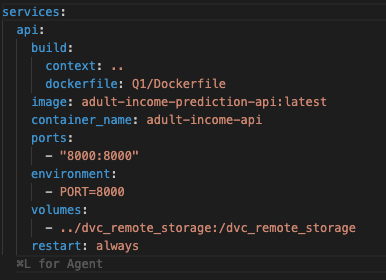 services:
  api:
    build:
      context: ..
      dockerfile: Q1/Dockerfile
    image: adult-income-prediction-api:latest
    container_name: adult-income-api
    ports:
      - "8000:8000"
    environment:
      - PORT=8000
    volumes:
      - ../dvc_remote_storage:/dvc_remote_storage
    restart: always
⌘L for Agent